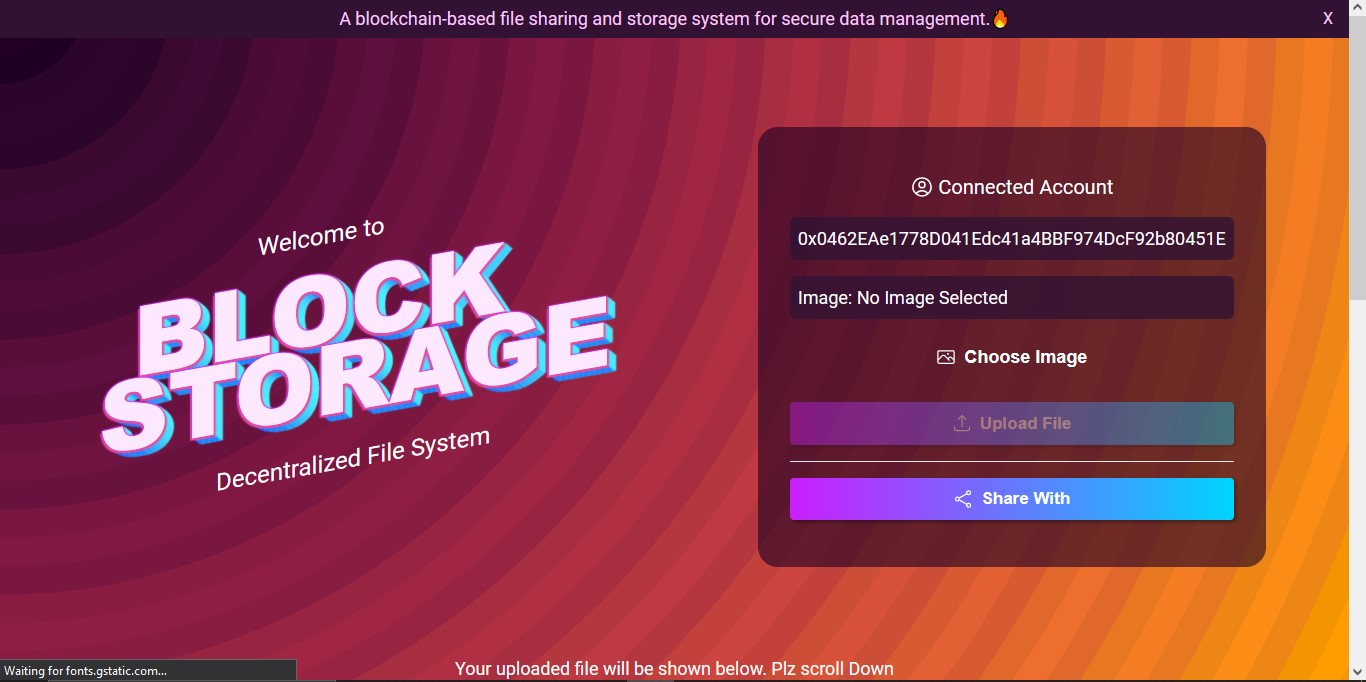 A blockchain-based file sharing and storage system for secure data management.🔥
X
Welcome to
BLOCK
STORAGE
Decentralized File System
Connected Account
0x0462EAe1778D041Edc41a4BBF974DcF92b80451E
Image: No Image Selected
Choose Image
Upload File
Share With
Your uploaded file will be shown below. Plz scroll Down
Waiting for fonts.gstatic.com...